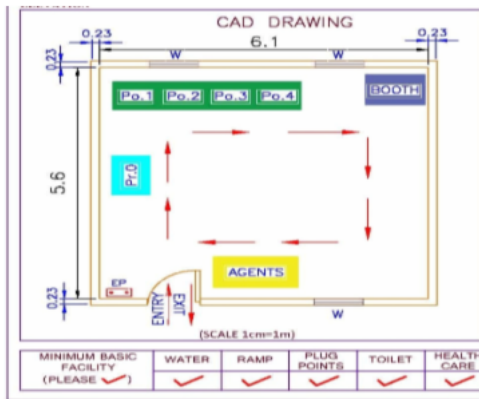 CAD DRAWING
0.23 6.1 0.23
W W
0.23
Po.1 Po.2 Po.3 Po.4 BOOTH
5.6
Pr.0
AGENTS
EP
0.23
ENTRY EXIT
W
(SCALE 1cm=1m)
MINIMUM BASIC FACILITY (PLEASE ✓) WATER RAMP PLUG POINTS TOILET HEALTH CARE